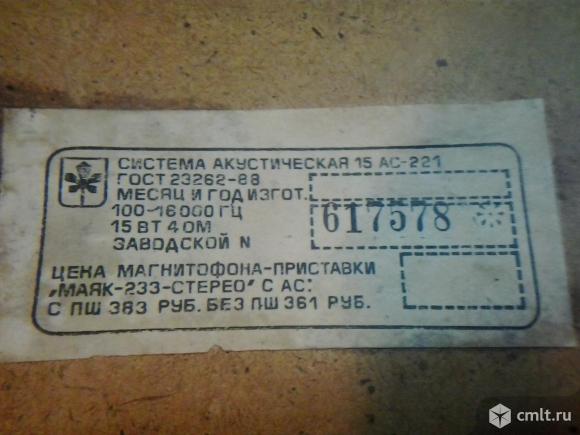 СИСТЕМА АКУСТИЧЕСКАЯ 15 АС-221
ГОСТ 23262-88
МЕСЯЦ И ГОД ИЗГОТ.
100-16000 ГЦ
15 ВТ 4 ОМ
ЗАВОДСКОЙ N 617578
ЦЕНА МАГНИТОФОНА-ПРИСТАВКИ
„МАЯК-233-СТЕРЕО" С АС:
С ПШ 383 РУБ. БЕЗ ПШ 361 РУБ.
cmlt.ru